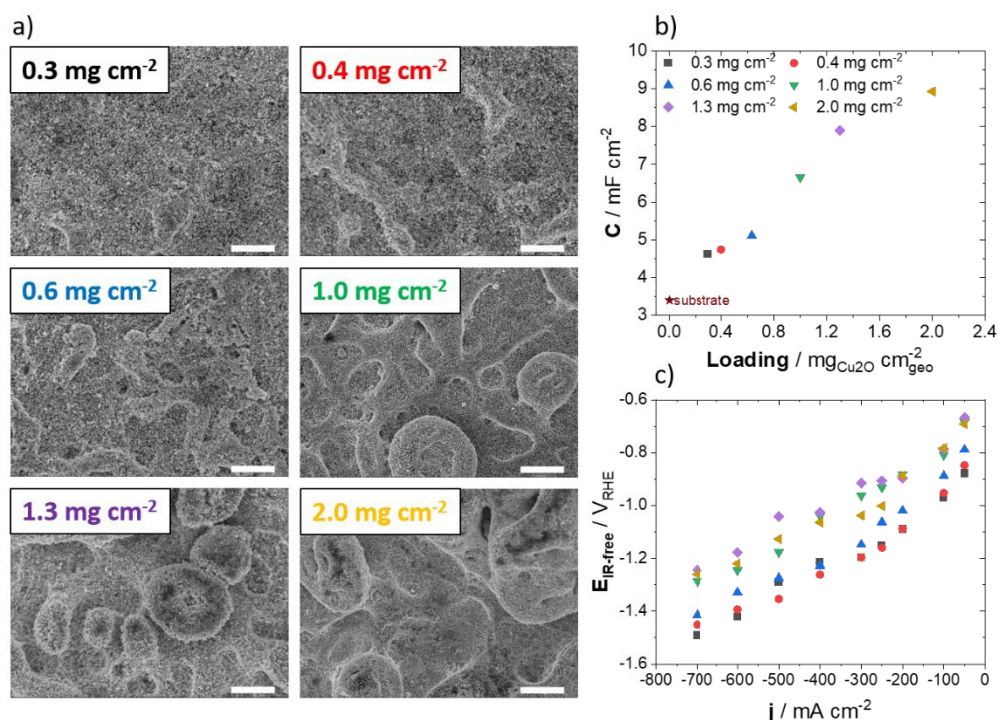 a)
0.3 mg cm-2
0.4 mg cm-2
0.6 mg cm-2
1.0 mg cm-2
1.3 mg cm-2
2.0 mg cm-2
b)
10
9
8
7
6
5
4
3
C / mF cm-2
0.3 mg cm-2 0.4 mg cm-2
0.6 mg cm-2 1.0 mg cm-2
1.3 mg cm-2 2.0 mg cm-2
substrate
0.0 0.6 1.2 1.8 2.4
Loading / mgCu2O cm-2geo
c)
-0.6
-0.8
-1.0
-1.2
-1.4
-1.6
EIR-free / VRHE
-800 -700 -600 -500 -400 -300 -200 -100 0
j / mA cm-2